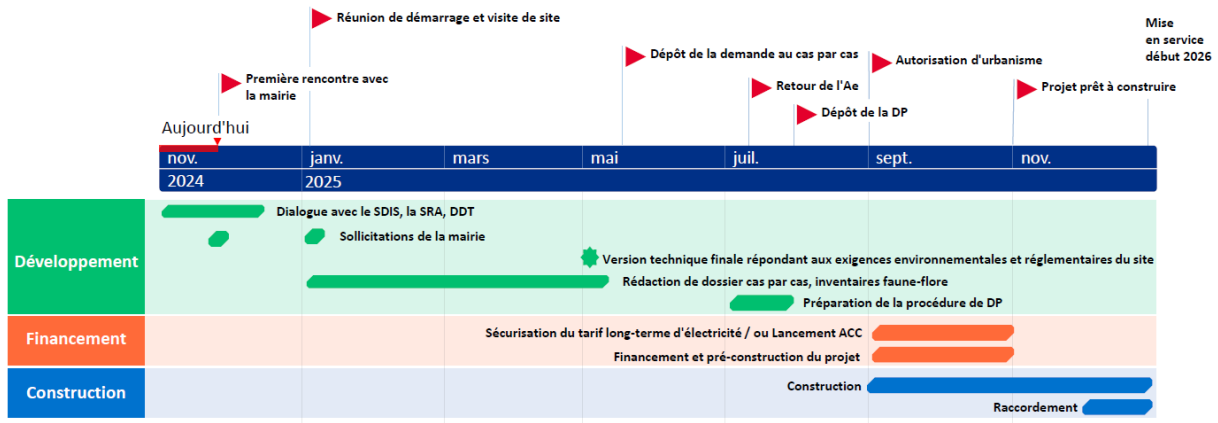 Réunion de démarrage et visite de site
Mise
en service
début 2026
Dépôt de la demande au cas par cas
Autorisation d'urbanisme
Première rencontre avec
la mairie
Retour de l'Ae
Projet prêt à construire
Dépôt de la DP
Aujourd'hui
nov. janv. mars mai juil. sept. nov.
2024 2025
Développement
Dialogue avec le SDIS, la SRA, DDT
Sollicitations de la mairie
Version technique finale répondant aux exigences environnementales et réglementaires du site
Rédaction de dossier cas par cas, inventaires faune-flore
Préparation de la procédure de DP
Financement
Sécurisation du tarif long-terme d'électricité / ou Lancement ACC
Financement et pré-construction du projet
Construction
Construction
Raccordement